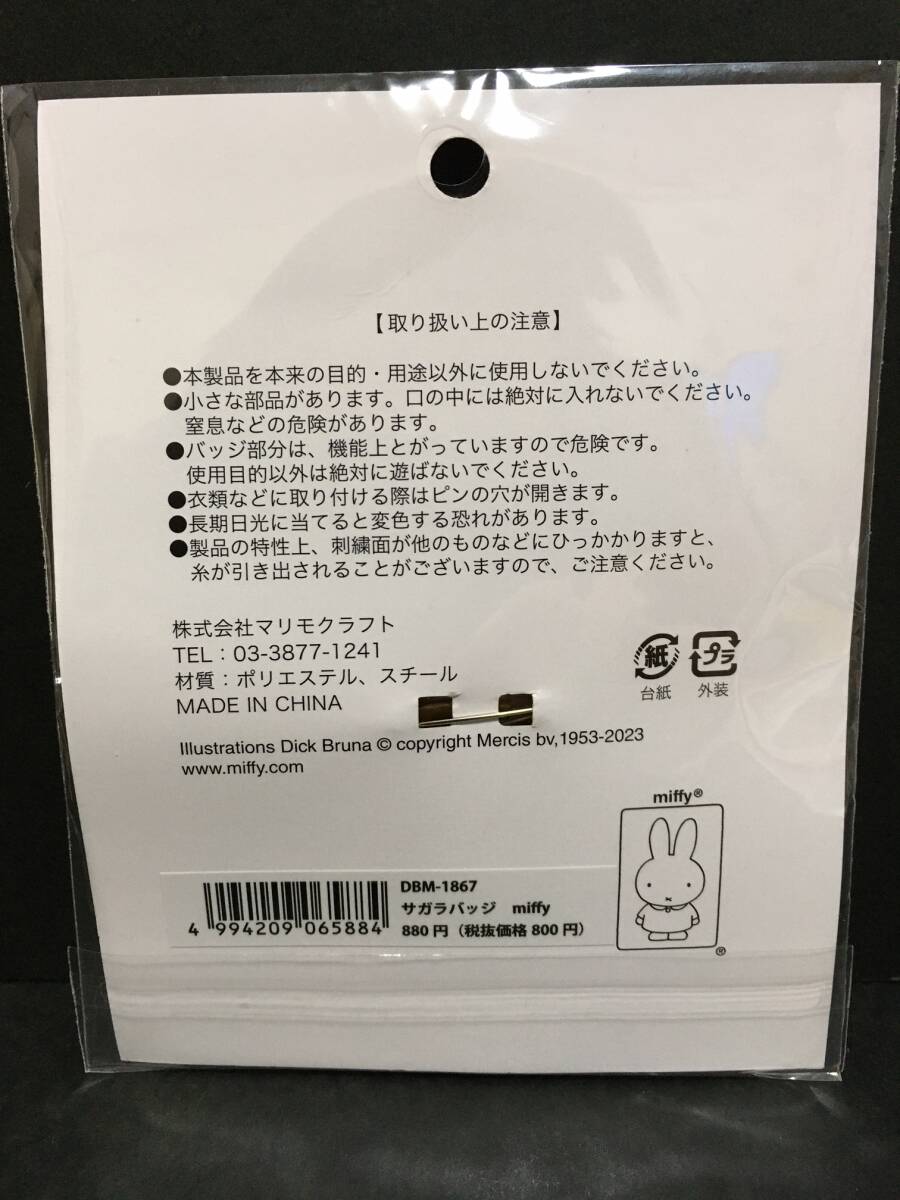 【取り扱い上の注意】
●本製品を本来の目的・用途以外に使用しないでください。
●小さな部品があります。口の中には絶対に入れないでください。
窒息などの危険があります。
●バッジ部分は、機能上とがっていますので危険です。
使用目的以外は絶対に遊ばないでください。
●衣類などに取り付ける際はピンの穴が開きます。
●長期日光に当てると変色する恐れがあります。
●製品の特性上、刺繍面が他のものなどにひっかかりますと、
糸が引き出されることがございますので、ご注意ください。
株式会社マリモクラフト
TEL：03-3877-1241
材質：ポリエステル、スチール
MADE IN CHINA
紙
台紙
プラ
外装
Illustrations Dick Bruna © copyright Mercis bv,1953-2023
www.miffy.com
miffy®
®
4 994209 065884
DBM-1867
サガラバッジ miffy
880円（税抜価格800円）